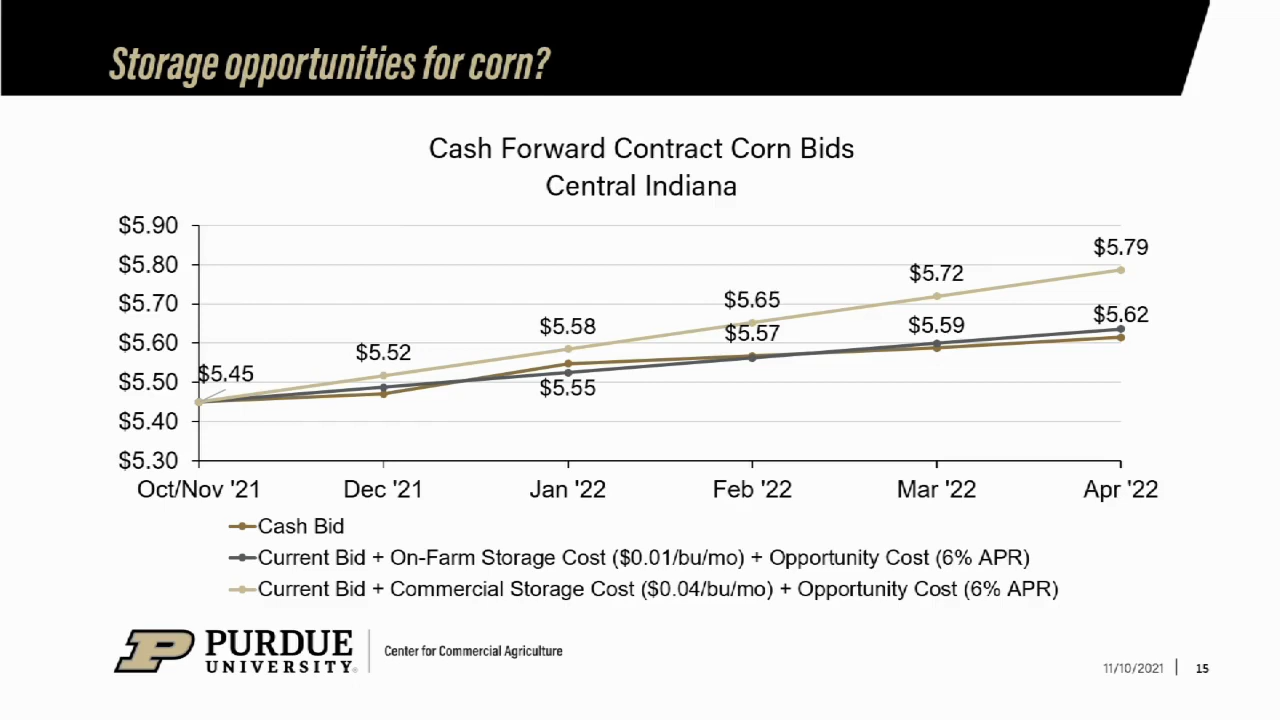 Storage opportunities for corn?
Cash Forward Contract Corn Bids
Central Indiana
$5.90
$5.80
$5.70
$5.60
$5.50
$5.40
$5.30
$5.45
$5.52
$5.58
$5.55
$5.65
$5.57
$5.72
$5.59
$5.79
$5.62
Oct/Nov '21 Dec '21 Jan '22 Feb '22 Mar '22 Apr '22
Cash Bid
Current Bid + On-Farm Storage Cost ($0.01/bu/mo) + Opportunity Cost (6% APR)
Current Bid + Commercial Storage Cost ($0.04/bu/mo) + Opportunity Cost (6% APR)
P PURDUE
UNIVERSITY®
Center for Commercial Agriculture
11/10/2021 | 15